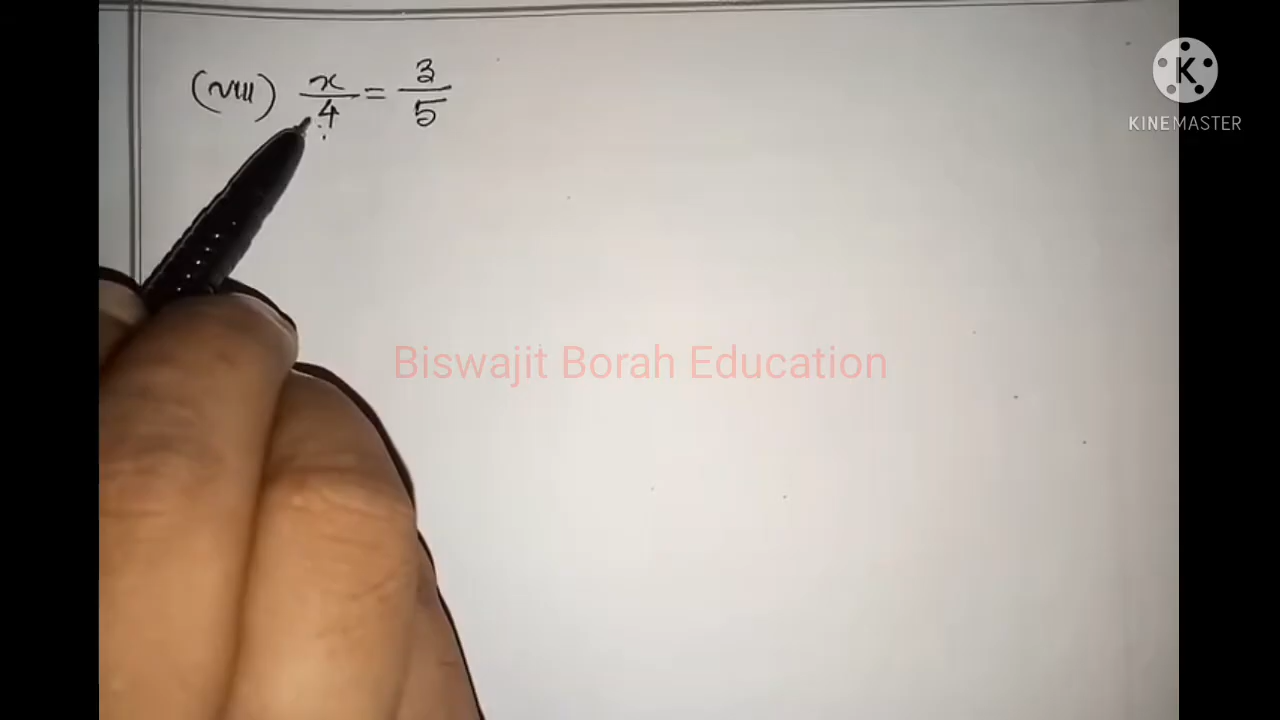 (viii) x/4 = 3/5
KINEMASTER
Biswajit Borah Education